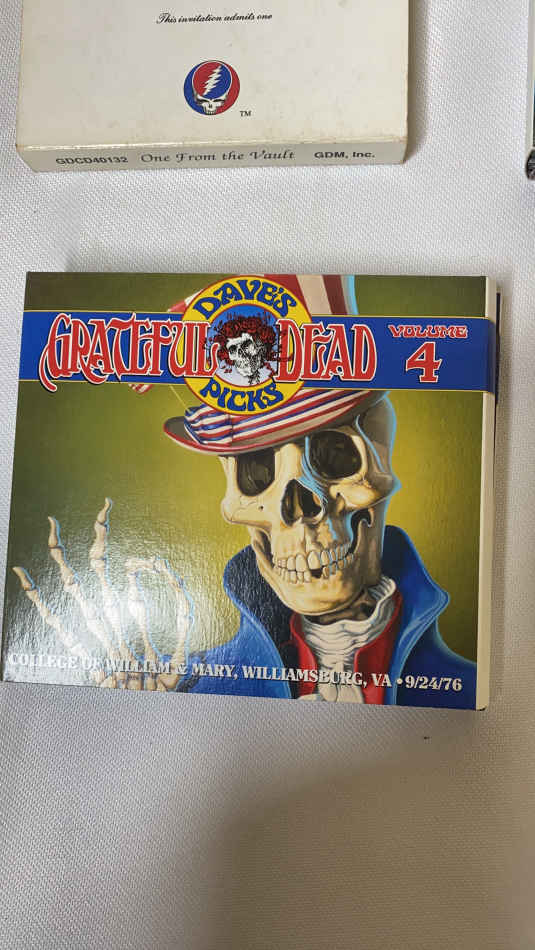 This invitation admits one
TM
GDCD40132 One From the Vault GDM, Inc.
DAVE'S
GRATEFUL DEAD VOLUME
4
PICKS
COLLEGE OF WILLIAM & MARY, WILLIAMSBURG, VA • 9/24/76